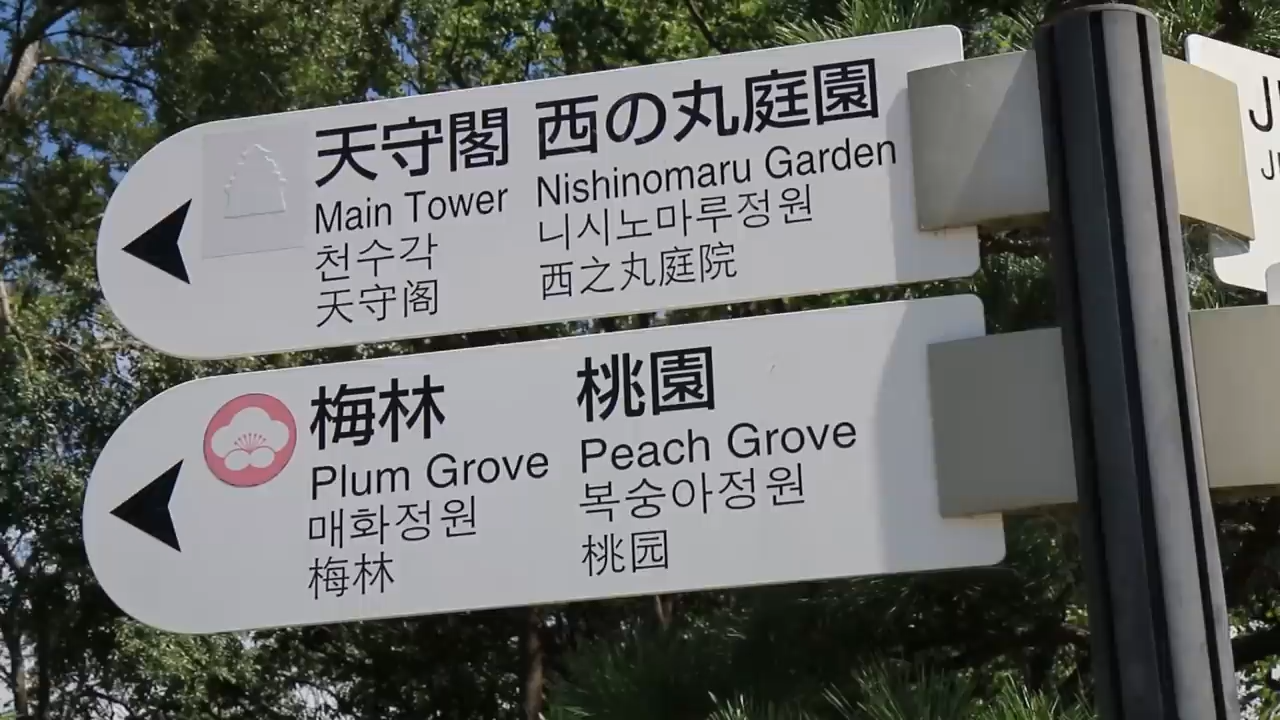 天守閣 西の丸庭園
Main Tower Nishinomaru Garden
천수각 니시노마루정원
天守阁 西之丸庭院
梅林 桃園
Plum Grove Peach Grove
매화정원 복숭아정원
梅林 桃园